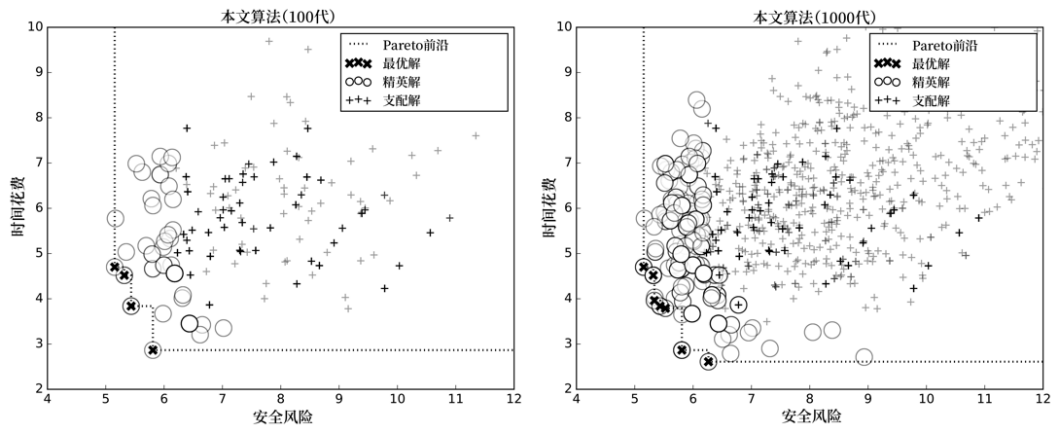 本文算法(100代)
10
9
8
7
6
5
4
3
2
时间花费
Pareto前沿
最优解
精英解
支配解
4 5 6 7 8 9 10 11 12
安全风险
本文算法(1000代)
10
9
8
7
6
5
4
3
2
时间花费
Pareto前沿
最优解
精英解
支配解
4 5 6 7 8 9 10 11 12
安全风险